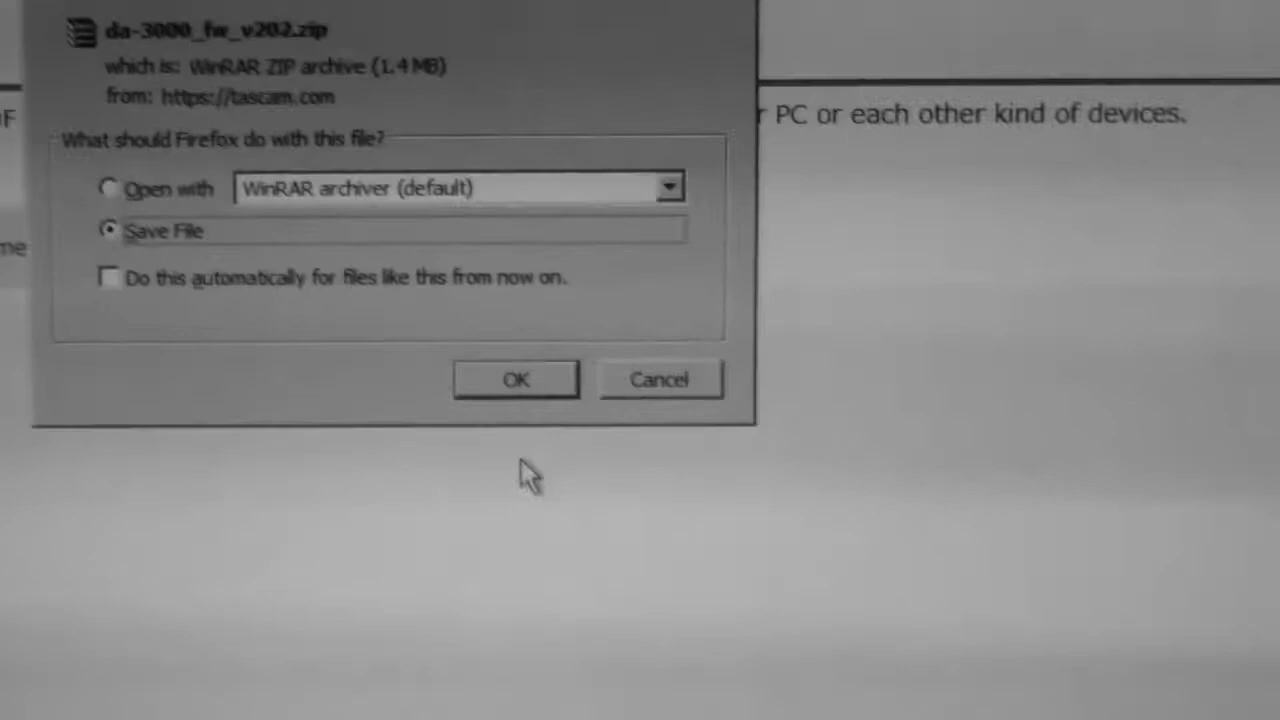 da-3000_fw_v202.zip
which is: WinRAR ZIP archive (1.4 MB)
from: https://tascam.com
r PC or each other kind of devices.
What should Firefox do with this file?
Open with WinRAR archiver (default)
Save File
me
Do this automatically for files like this from now on.
OK Cancel